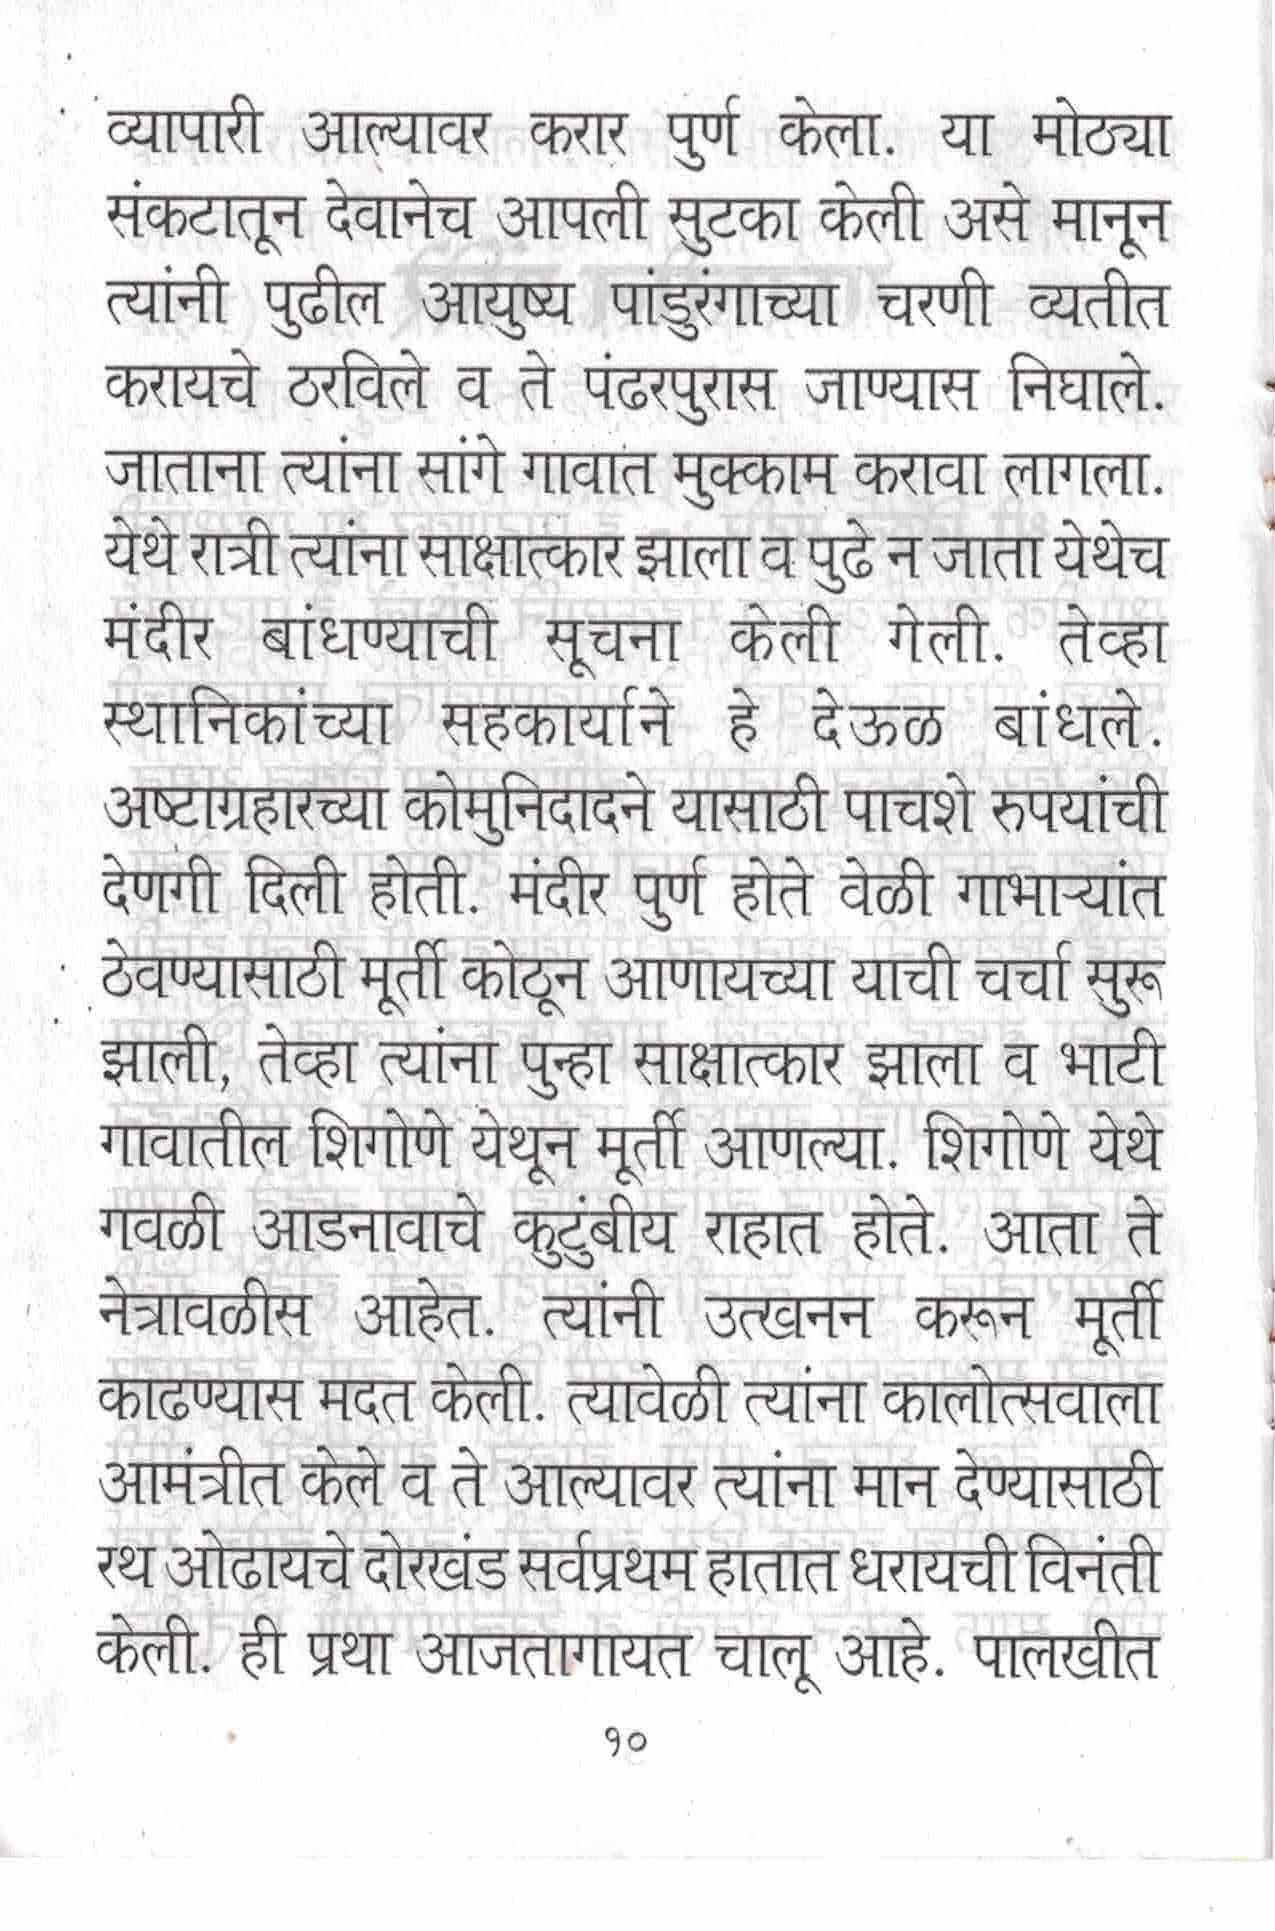 व्यापारी आल्यावर करार पुर्ण केला. या मोठ्या
संकटातून देवानेच आपली सुटका केली असे मानून
त्यांनी पुढील आयुष्य पांडुरंगाच्या चरणी व्यतीत
करायचे ठरविले व ते पंढरपुरास जाण्यास निघाले.
जाताना त्यांना सांगे गावात मुक्काम करावा लागला.
येथे रात्री त्यांना साक्षात्कार झाला व पुढे न जाता येथेच
मंदीर बांधण्याची सूचना केली गेली. तेव्हा
स्थानिकांच्या सहकार्याने हे देऊळ बांधले.
अष्टाग्रहारच्या कोमुनिदादने यासाठी पाचशे रुपयांची
देणगी दिली होती. मंदीर पुर्ण होते वेळी गाभाऱ्यांत
ठेवण्यासाठी मूर्ती कोठून आणायच्या याची चर्चा सुरू
झाली, तेव्हा त्यांना पुन्हा साक्षात्कार झाला व भाटी
गावातील शिगोणे येथून मूर्ती आणल्या. शिगोणे येथे
गवळी आडनावाचे कुटुंबीय राहात होते. आता ते
नेत्रावळीस आहेत. त्यांनी उत्खनन करून मूर्ती
काढण्यास मदत केली. त्यावेळी त्यांना कालोत्सवाला
आमंत्रीत केले व ते आल्यावर त्यांना मान देण्यासाठी
रथ ओढायचे दोरखंड सर्वप्रथम हातात धरायची विनंती
केली. ही प्रथा आजतागायत चालू आहे. पालखीत
१०